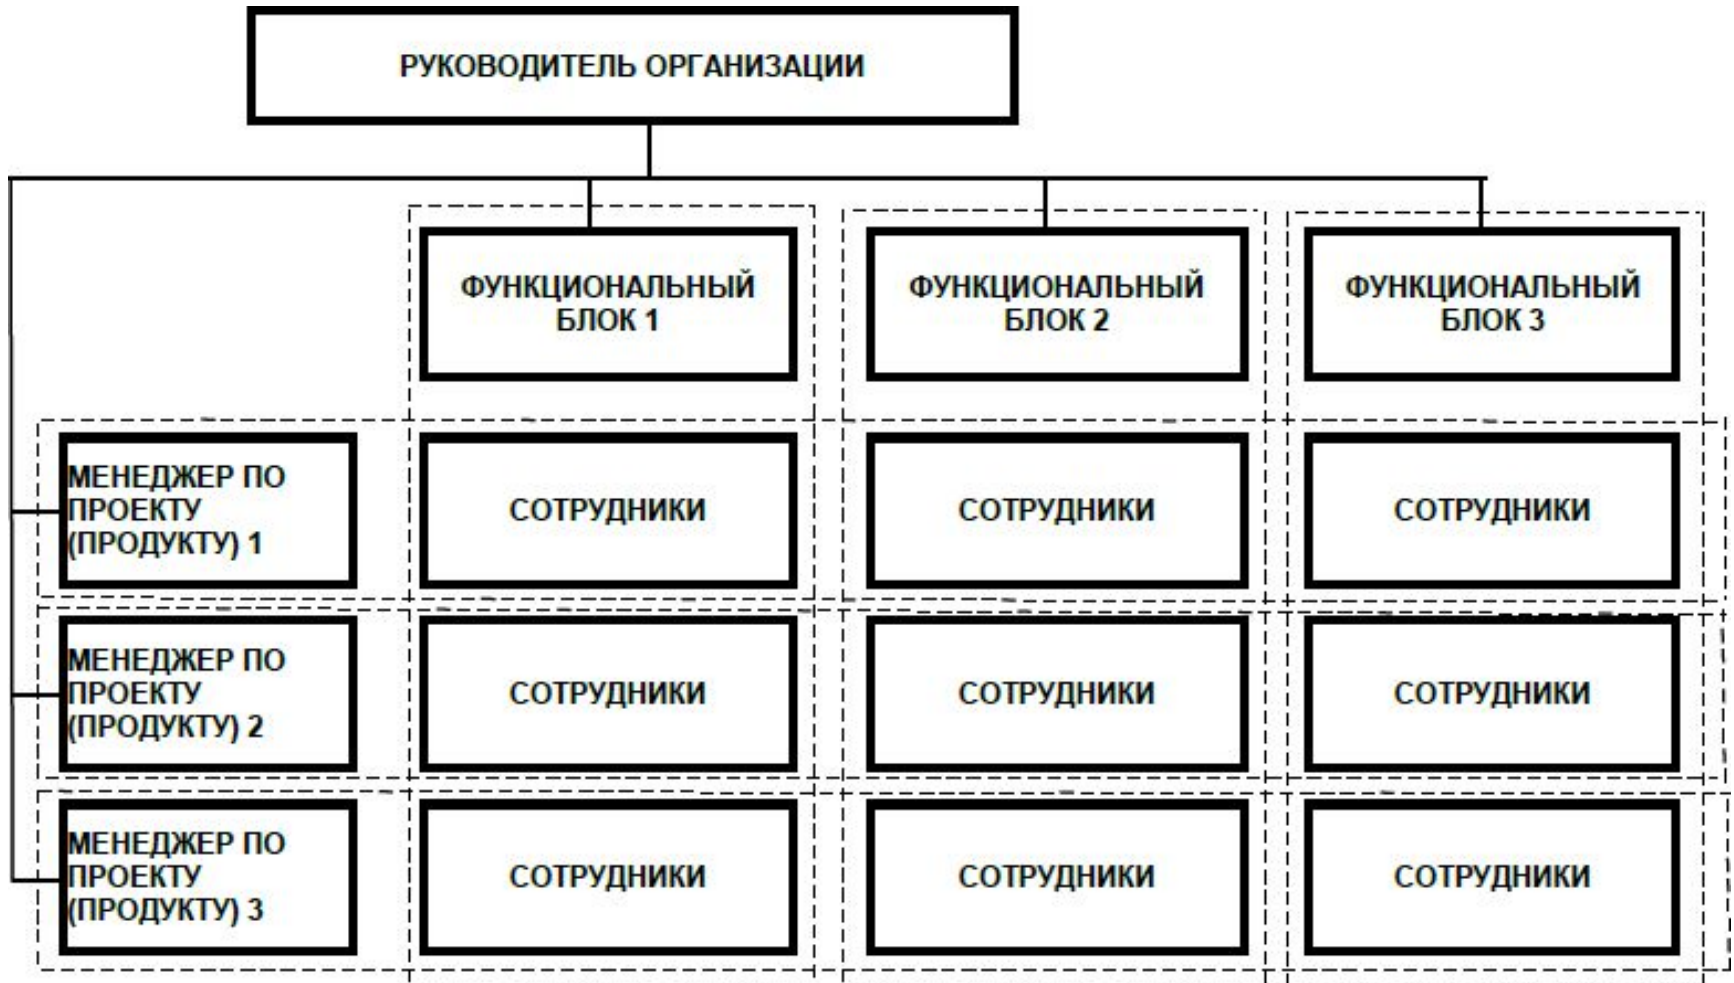 РУКОВОДИТЕЛЬ ОРГАНИЗАЦИИ
ФУНКЦИОНАЛЬНЫЙ
БЛОК 1
ФУНКЦИОНАЛЬНЫЙ
БЛОК 2
ФУНКЦИОНАЛЬНЫЙ
БЛОК 3
МЕНЕДЖЕР ПО
ПРОЕКТУ
(ПРОДУКТУ) 1
СОТРУДНИКИ
СОТРУДНИКИ
СОТРУДНИКИ
МЕНЕДЖЕР ПО
ПРОЕКТУ
(ПРОДУКТУ) 2
СОТРУДНИКИ
СОТРУДНИКИ
СОТРУДНИКИ
МЕНЕДЖЕР ПО
ПРОЕКТУ
(ПРОДУКТУ) 3
СОТРУДНИКИ
СОТРУДНИКИ
СОТРУДНИКИ